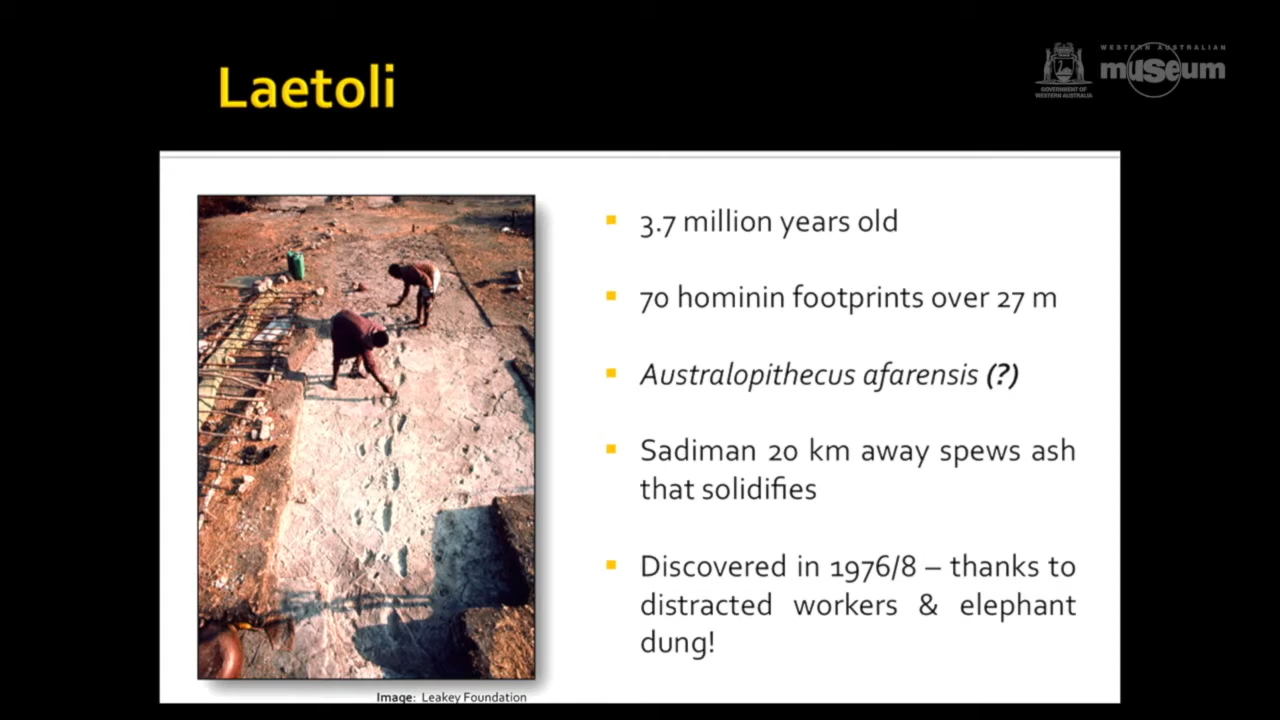 Laetoli
GOVERNMENT OF
WESTERN AUSTRALIA
WESTERN AUSTRALIAN
museum
3.7 million years old
70 hominin footprints over 27 m
Australopithecus afarensis (?)
Sadiman 20 km away spews ash
that solidifies
Discovered in 1976/8 – thanks to
distracted workers & elephant
dung!
Image: Leakey Foundation